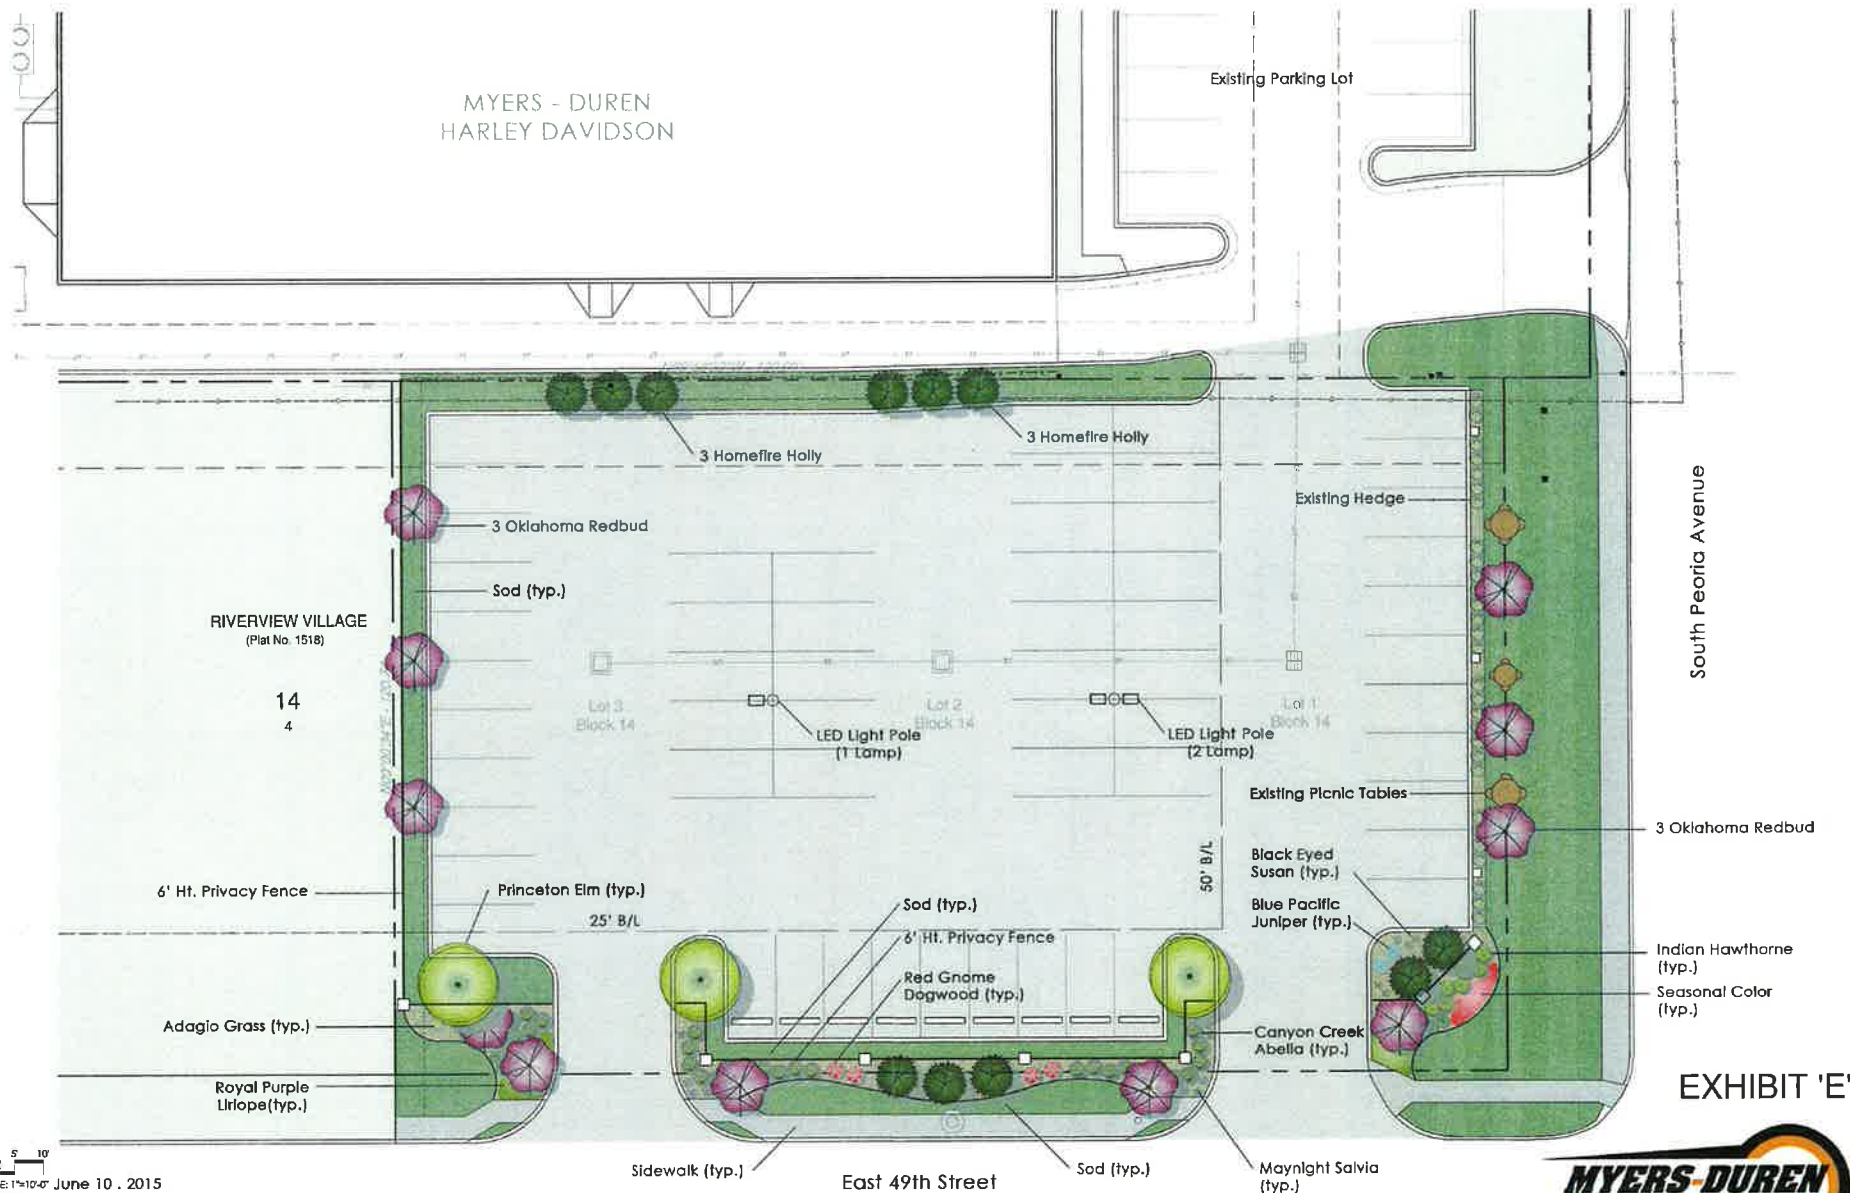 MYERS - DUREN
HARLEY DAVIDSON
Existing Parking Lot
3 Homefire Holly
3 Homefire Holly
Existing Hedge
3 Oklahoma Redbud
Sod (typ.)
RIVERVIEW VILLAGE
(Plat No. 1518)
14
4
South Peoria Avenue
Lot 3
Block 14
Lot 2
Block 14
Lot 1
Block 14
LED Light Pole
(1 Lamp)
LED Light Pole
(2 Lamp)
Existing Picnic Tables
3 Oklahoma Redbud
50' B/L
Black Eyed
Susan (typ.)
6' Ht. Privacy Fence
Princeton Elm (typ.)
25' B/L
Sod (typ.)
Blue Pacific
Juniper (typ.)
6' Ht. Privacy Fence
Indian Hawthorne
(typ.)
Red Gnome
Dogwood (typ.)
Seasonal Color
(typ.)
Adagio Grass (typ.)
Canyon Creek
Abelia (typ.)
Royal Purple
Liriope(typ.)
EXHIBIT 'E'
Sidewalk (typ.)
East 49th Street
Sod (typ.)
Maynight Salvia
(typ.)
5' 10'
E: 1"=10'-0" June 10 . 2015
MYERS-DUREN